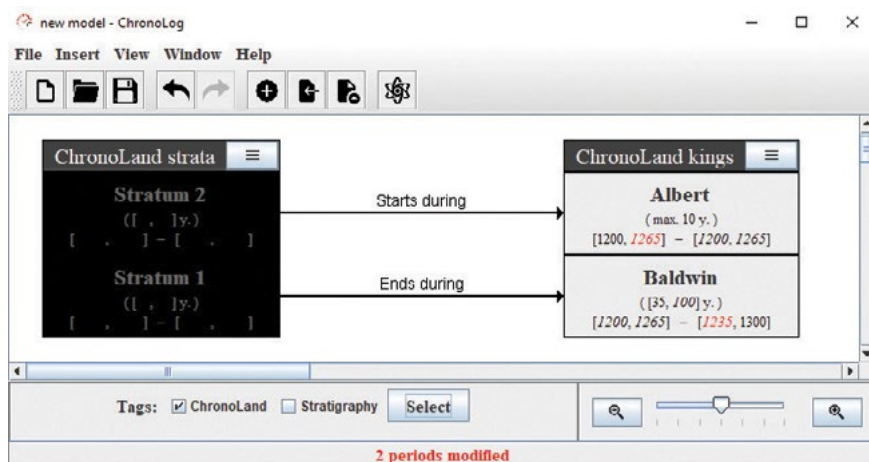 new model - ChronoLog
File Insert View Window Help
ChronoLand strata
ChronoLand kings
Stratum 2
([ , ]y.)
[ , ] – [ , ]
Starts during
Albert
( max. 10 y. )
[1200, 1265] – [1200, 1265]
Stratum 1
([ , ]y.)
[ , ] – [ , ]
Ends during
Baldwin
( [35, 100] y. )
[1200, 1265] – [1235, 1300]
Tags: ChronoLand Stratigraphy Select
2 periods modified